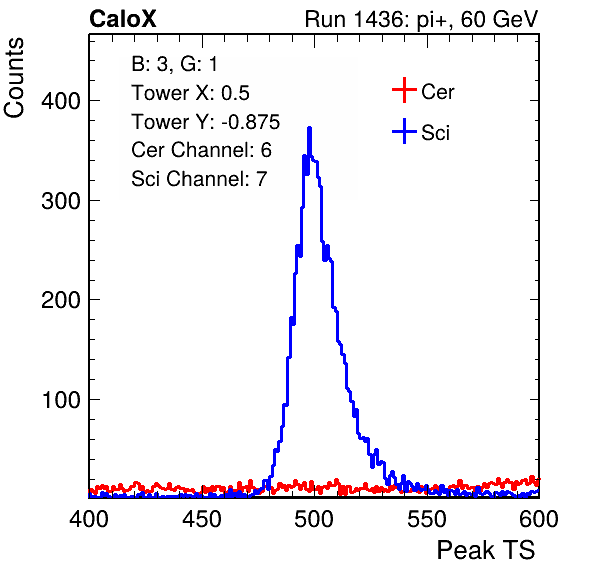 CaloX Run 1436: pi+, 60 GeV
Counts
B: 3, G: 1
Tower X: 0.5
Tower Y: -0.875
Cer Channel: 6
Sci Channel: 7
Cer
Sci
400
300
200
100
400 450 500 550 600
Peak TS